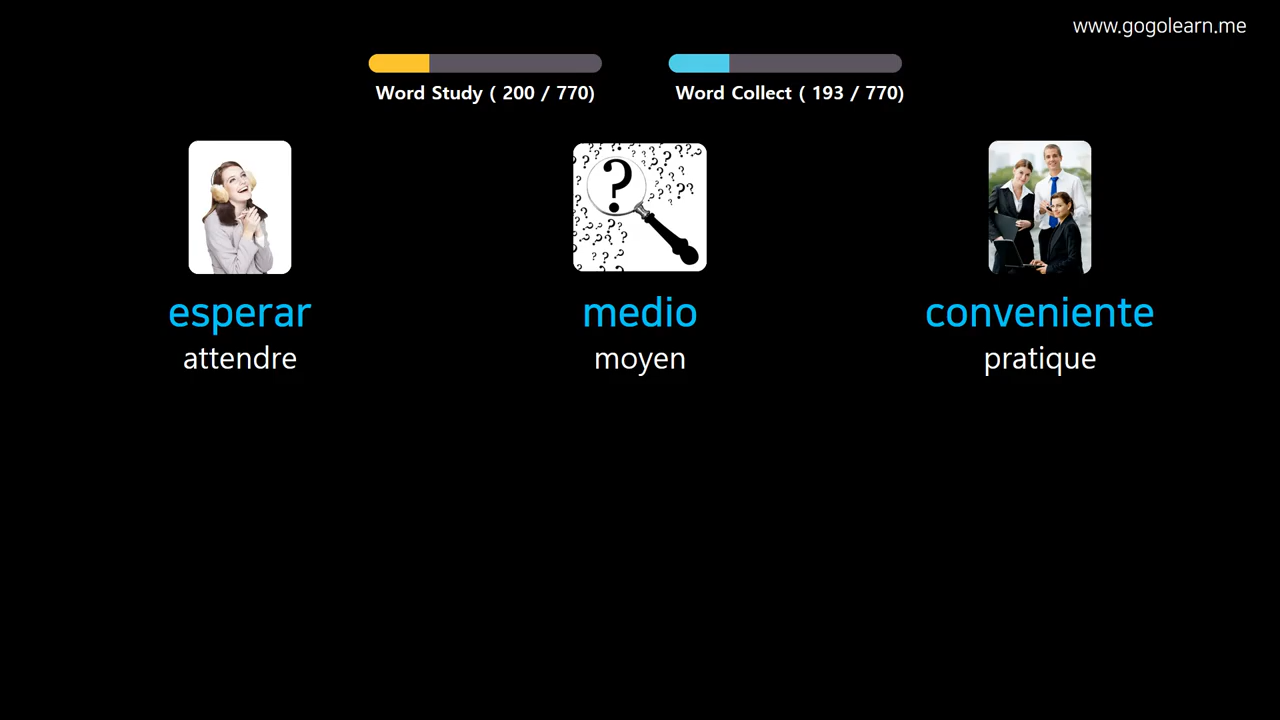 www.gogolearn.me
Word Study ( 200 / 770)
Word Collect ( 193 / 770)
esperar
medio
conveniente
attendre
moyen
pratique